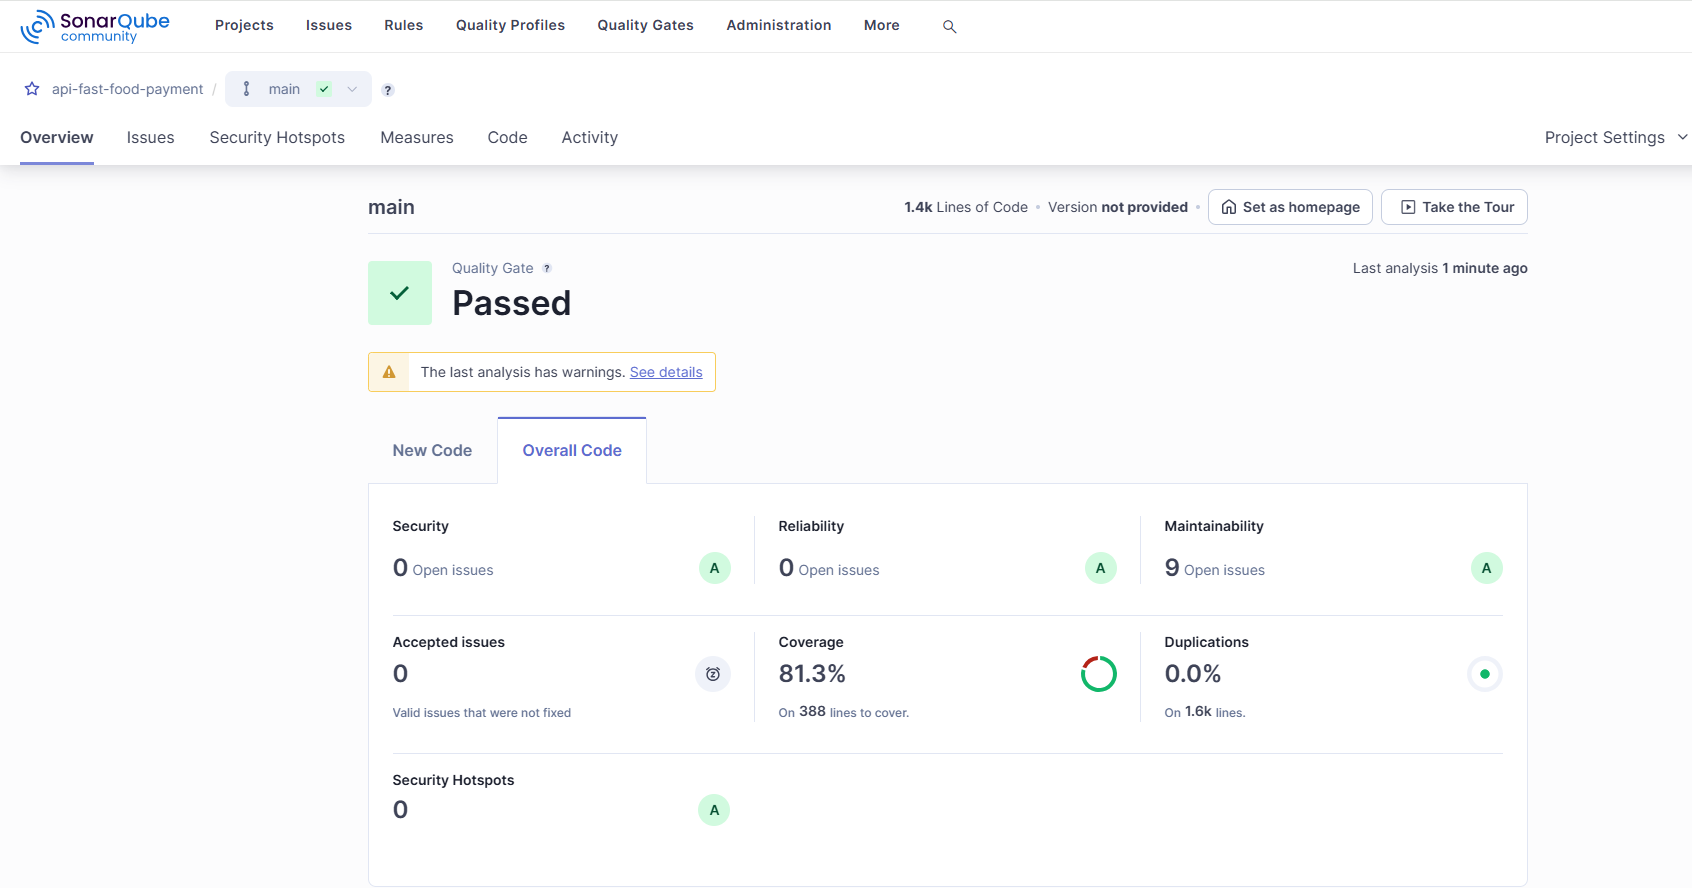 SonarQube community
Projects Issues Rules Quality Profiles Quality Gates Administration More
api-fast-food-payment / main ?
Overview Issues Security Hotspots Measures Code Activity Project Settings
main 1.4k Lines of Code • Version not provided • Set as homepage Take the Tour
Quality Gate ? Last analysis 1 minute ago
Passed
The last analysis has warnings. See details
New Code Overall Code
Security Reliability Maintainability
0 Open issues A 0 Open issues A 9 Open issues A
Accepted issues Coverage Duplications
0 81.3% 0.0%
Valid issues that were not fixed On 388 lines to cover. On 1.6k lines.
Security Hotspots
0 A